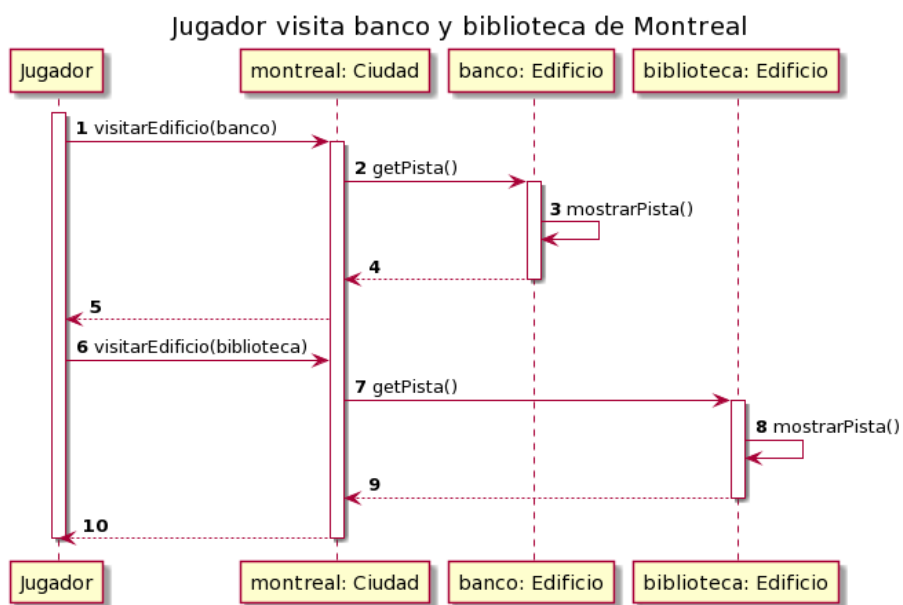 Jugador visita banco y biblioteca de Montreal
Jugador
montreal: Ciudad
banco: Edificio
biblioteca: Edificio
1 visitarEdificio(banco)
2 getPista()
3 mostrarPista()
4
5
6 visitarEdificio(biblioteca)
7 getPista()
8 mostrarPista()
9
10
Jugador
montreal: Ciudad
banco: Edificio
biblioteca: Edificio